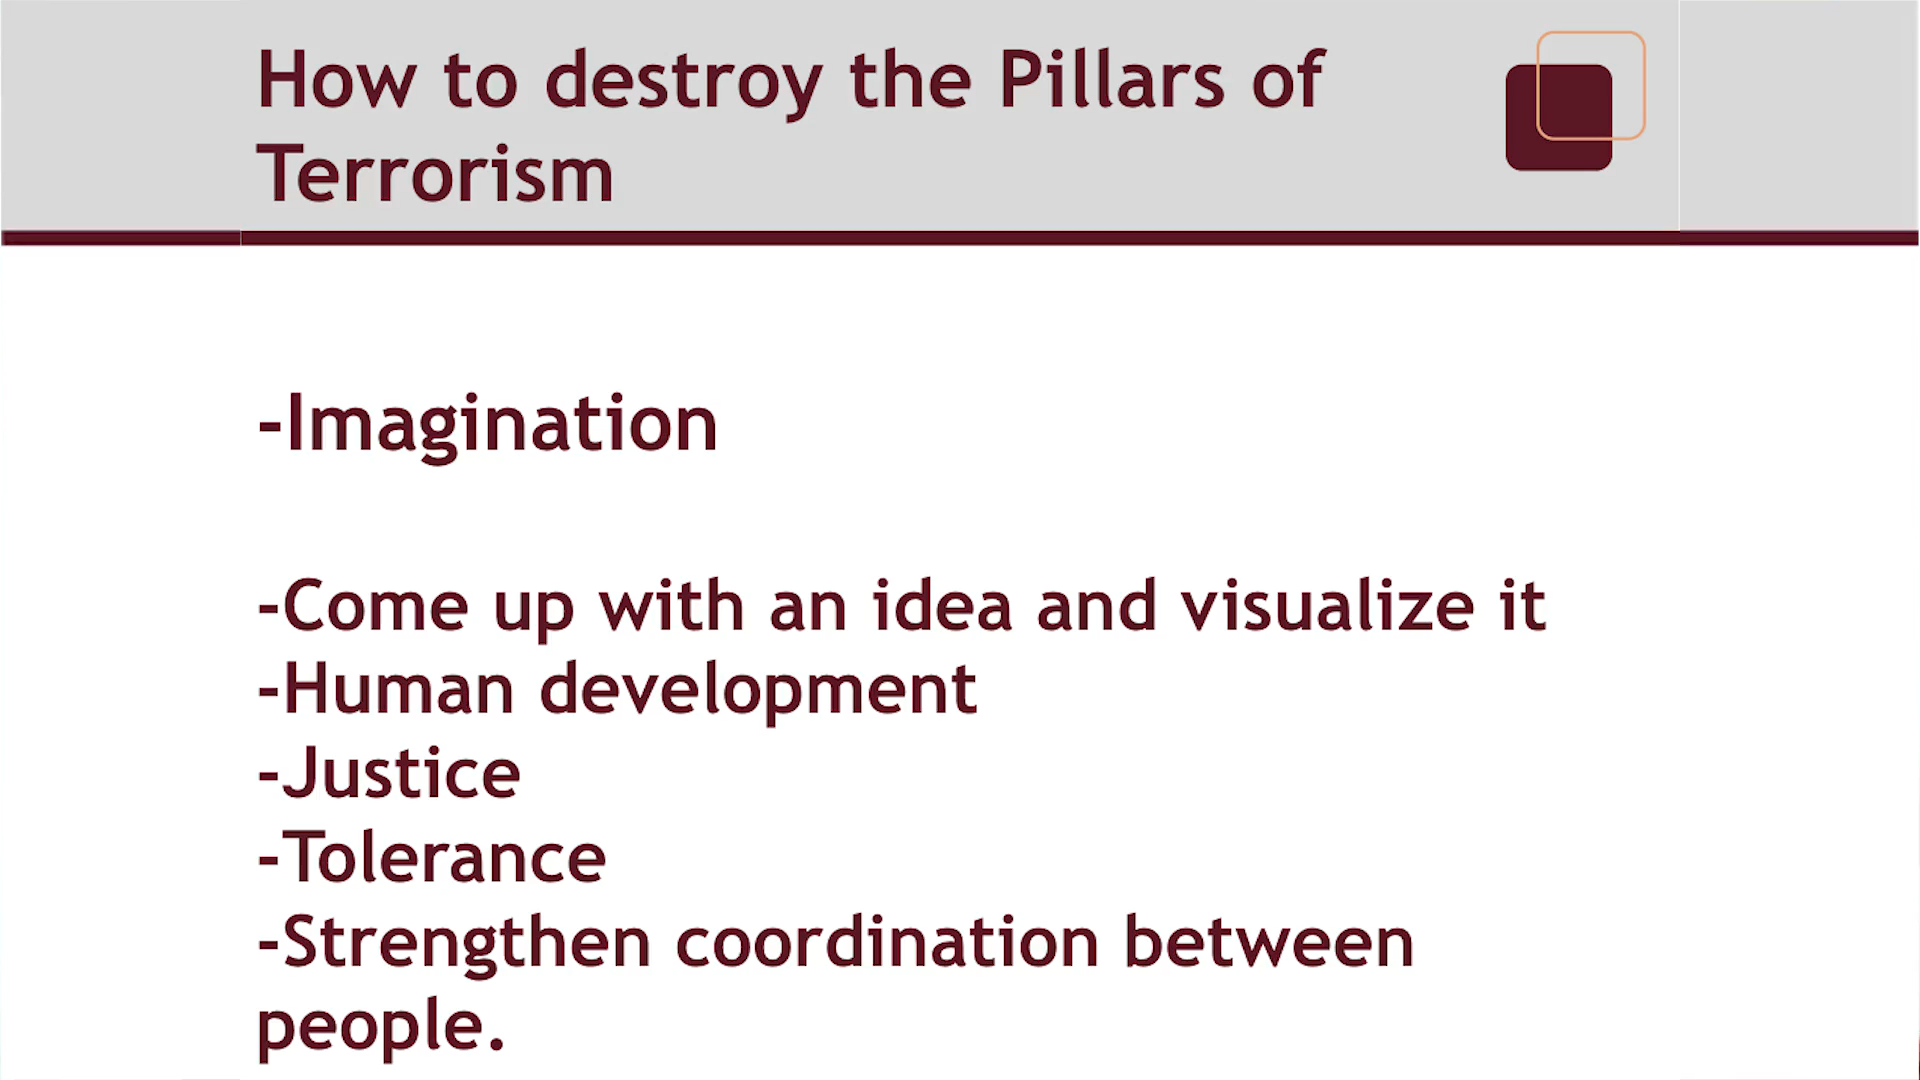 How to destroy the Pillars of
Terrorism
-Imagination
-Come up with an idea and visualize it
-Human development
-Justice
-Tolerance
-Strengthen coordination between
people.